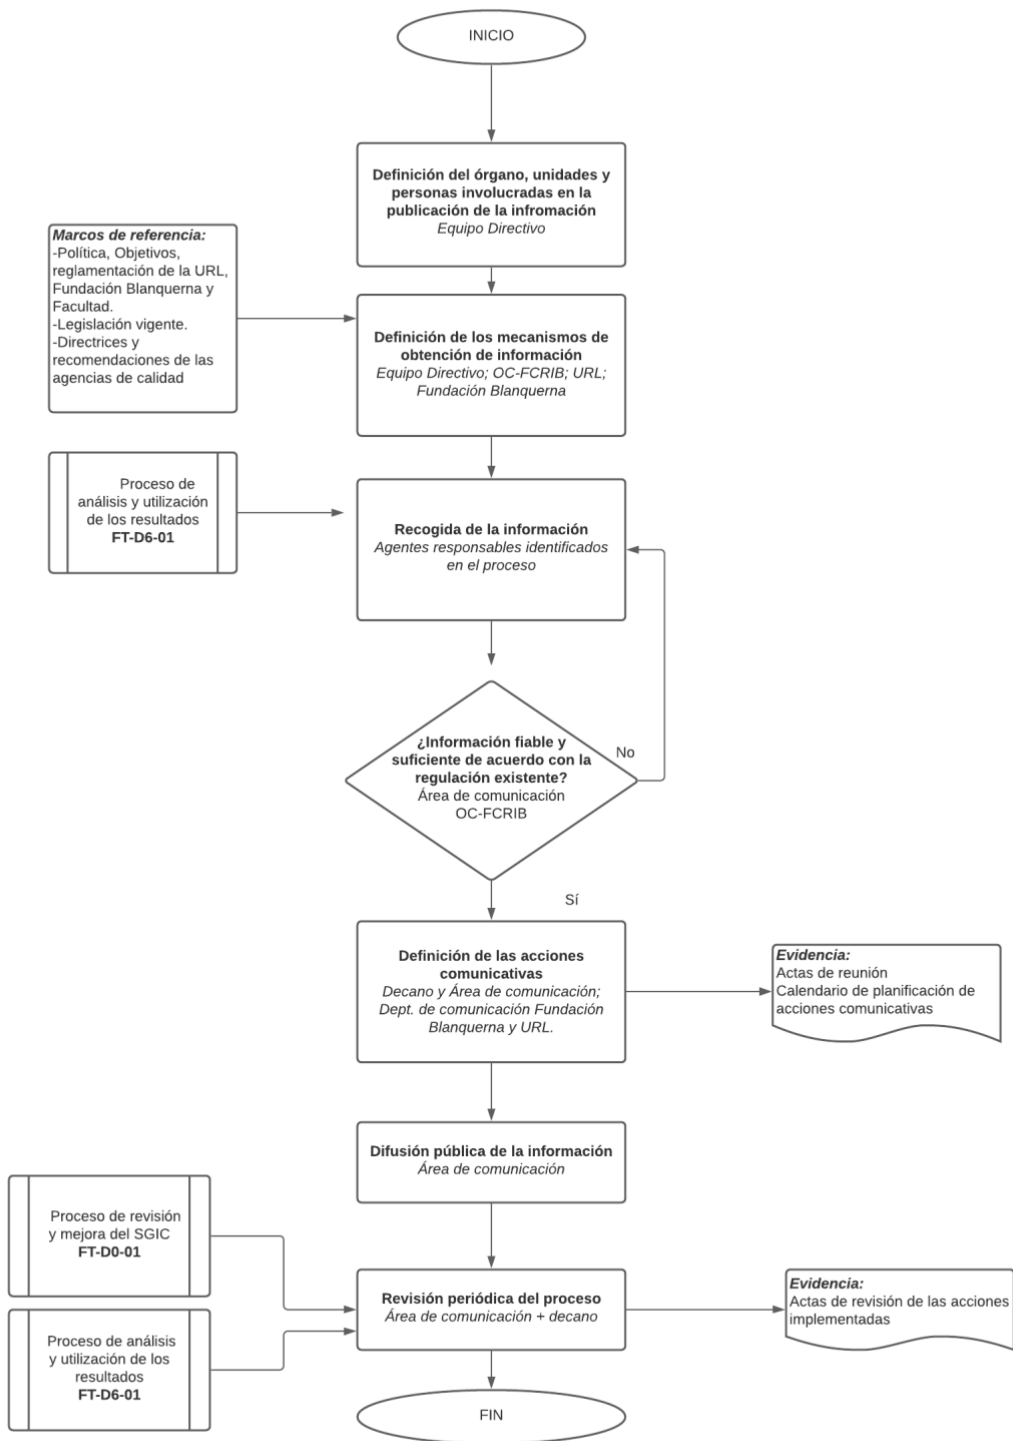 INICIO
Definición del órgano, unidades y
personas involucradas en la
publicación de la infromación
Equipo Directivo
Marcos de referencia:
-Política, Objetivos,
reglamentación de la URL,
Fundación Blanquerna y
Facultad.
-Legislación vigente.
-Directrices y
recomendaciones de las
agencias de calidad
Definición de los mecanismos de
obtención de información
Equipo Directivo; OC-FCRIB; URL;
Fundación Blanquerna
Proceso de
análisis y utilización
de los resultados
FT-D6-01
Recogida de la información
Agentes responsables identificados
en el proceso
¿Información fiable y
suficiente de acuerdo con la
regulación existente?
Área de comunicación
OC-FCRIB
No
Sí
Definición de las acciones
comunicativas
Decano y Área de comunicación;
Dept. de comunicación Fundación
Blanquerna y URL.
Evidencia:
Actas de reunión
Calendario de planificación de
acciones comunicativas
Difusión pública de la información
Área de comunicación
Proceso de revisión
y mejora del SGIC
FT-D0-01
Revisión periódica del proceso
Área de comunicación + decano
Evidencia:
Actas de revisión de las acciones
implementadas
Proceso de análisis
y utilización de los
resultados
FT-D6-01
FIN